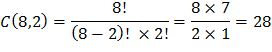 C(8,2) = 8! / ((8 − 2)! × 2!) = (8 × 7) / (2 × 1) = 28